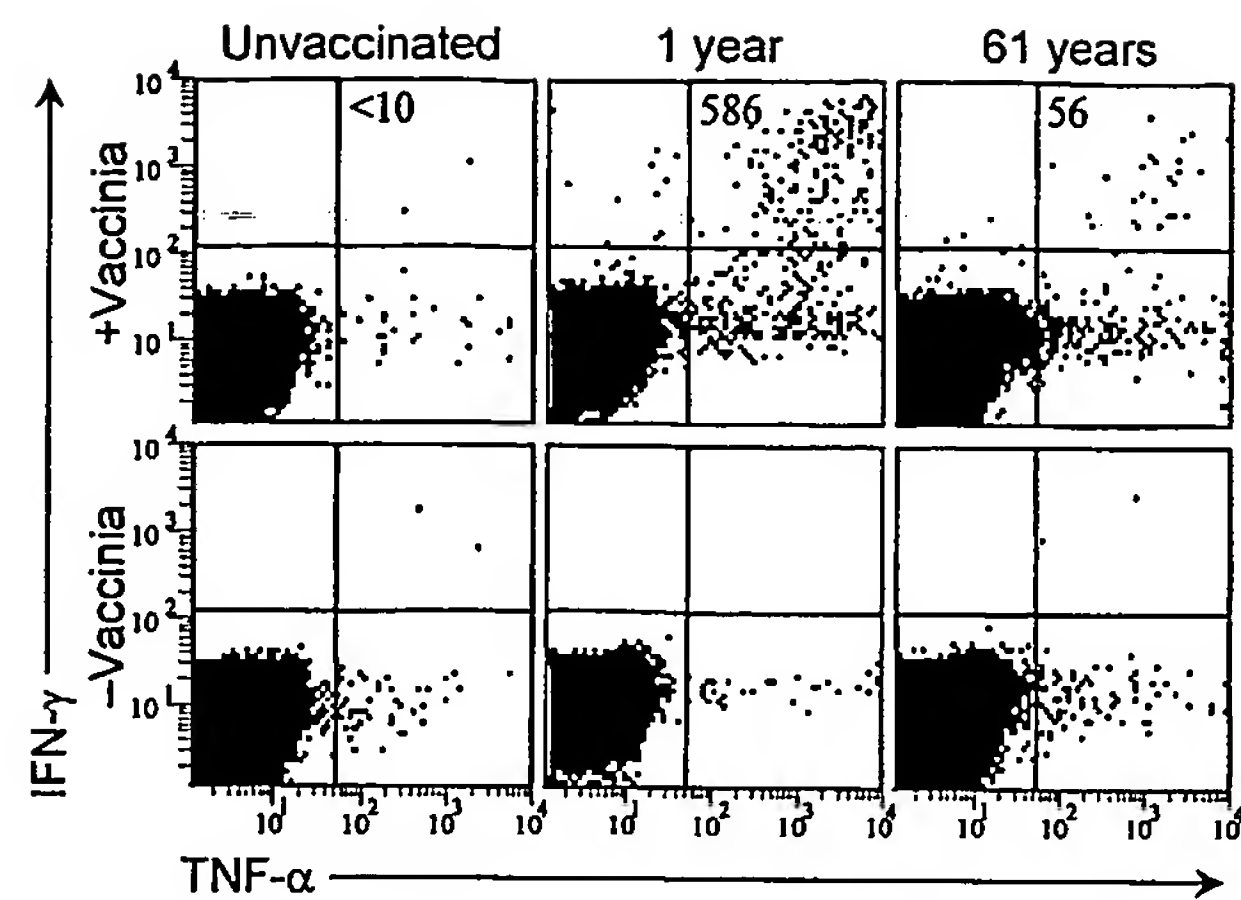 Unvaccinated 1 year 61 years
IFN-γ
+Vaccinia
10⁴ <10 586 56
10³
10²
10¹
−Vaccinia
10⁴
10³
10²
10¹
10¹ 10² 10³ 10⁴ 10¹ 10² 10³ 10⁴ 10¹ 10² 10³ 10⁴
TNF-α